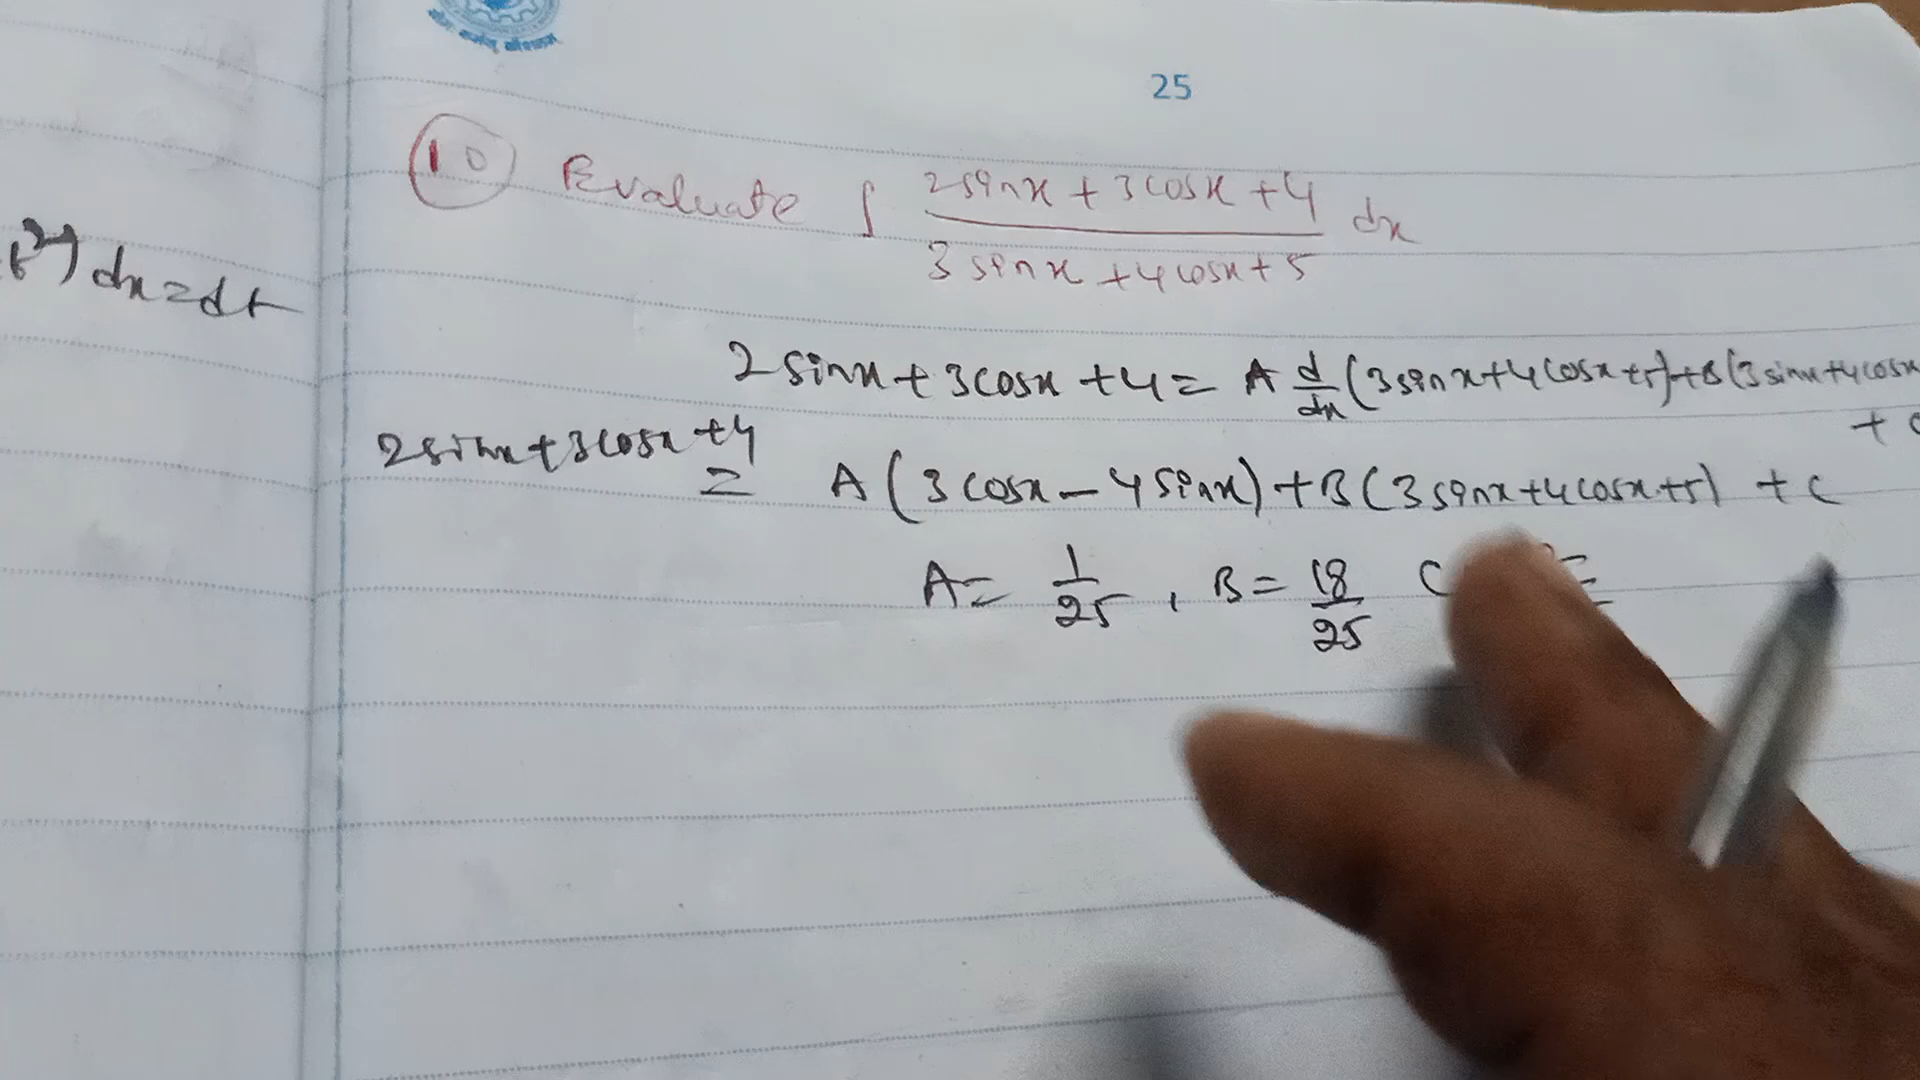 25
10 Evaluate ∫ (2sinx + 3cosx + 4)/(3sinx + 4cosx + 5) dx
t²) dx = dt
2sinx + 3cosx + 4 = A d/dx (3sinx + 4cosx + 5) + B(3sinx + 4cosx
+
2sinx + 3cosx + 4
= A(3cosx - 4sinx) + B(3sinx + 4cosx + 5) + C
A = 1/25 , B = 18/25 C